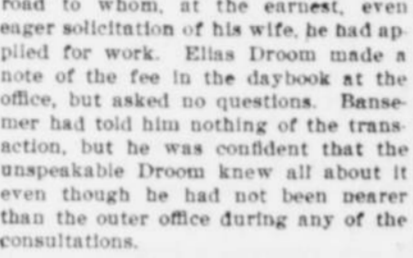 road to whom, at the earnest, even
eager solicitation of his wife, he had ap-
plied for work. Elias Droom made a
note of the fee in the daybook at the
office, but asked no questions. Banse-
mer had told him nothing of the trans-
action, but he was confident that the
unspeakable Droom knew all about it
even though he had not been nearer
than the outer office during any of the
consultations.